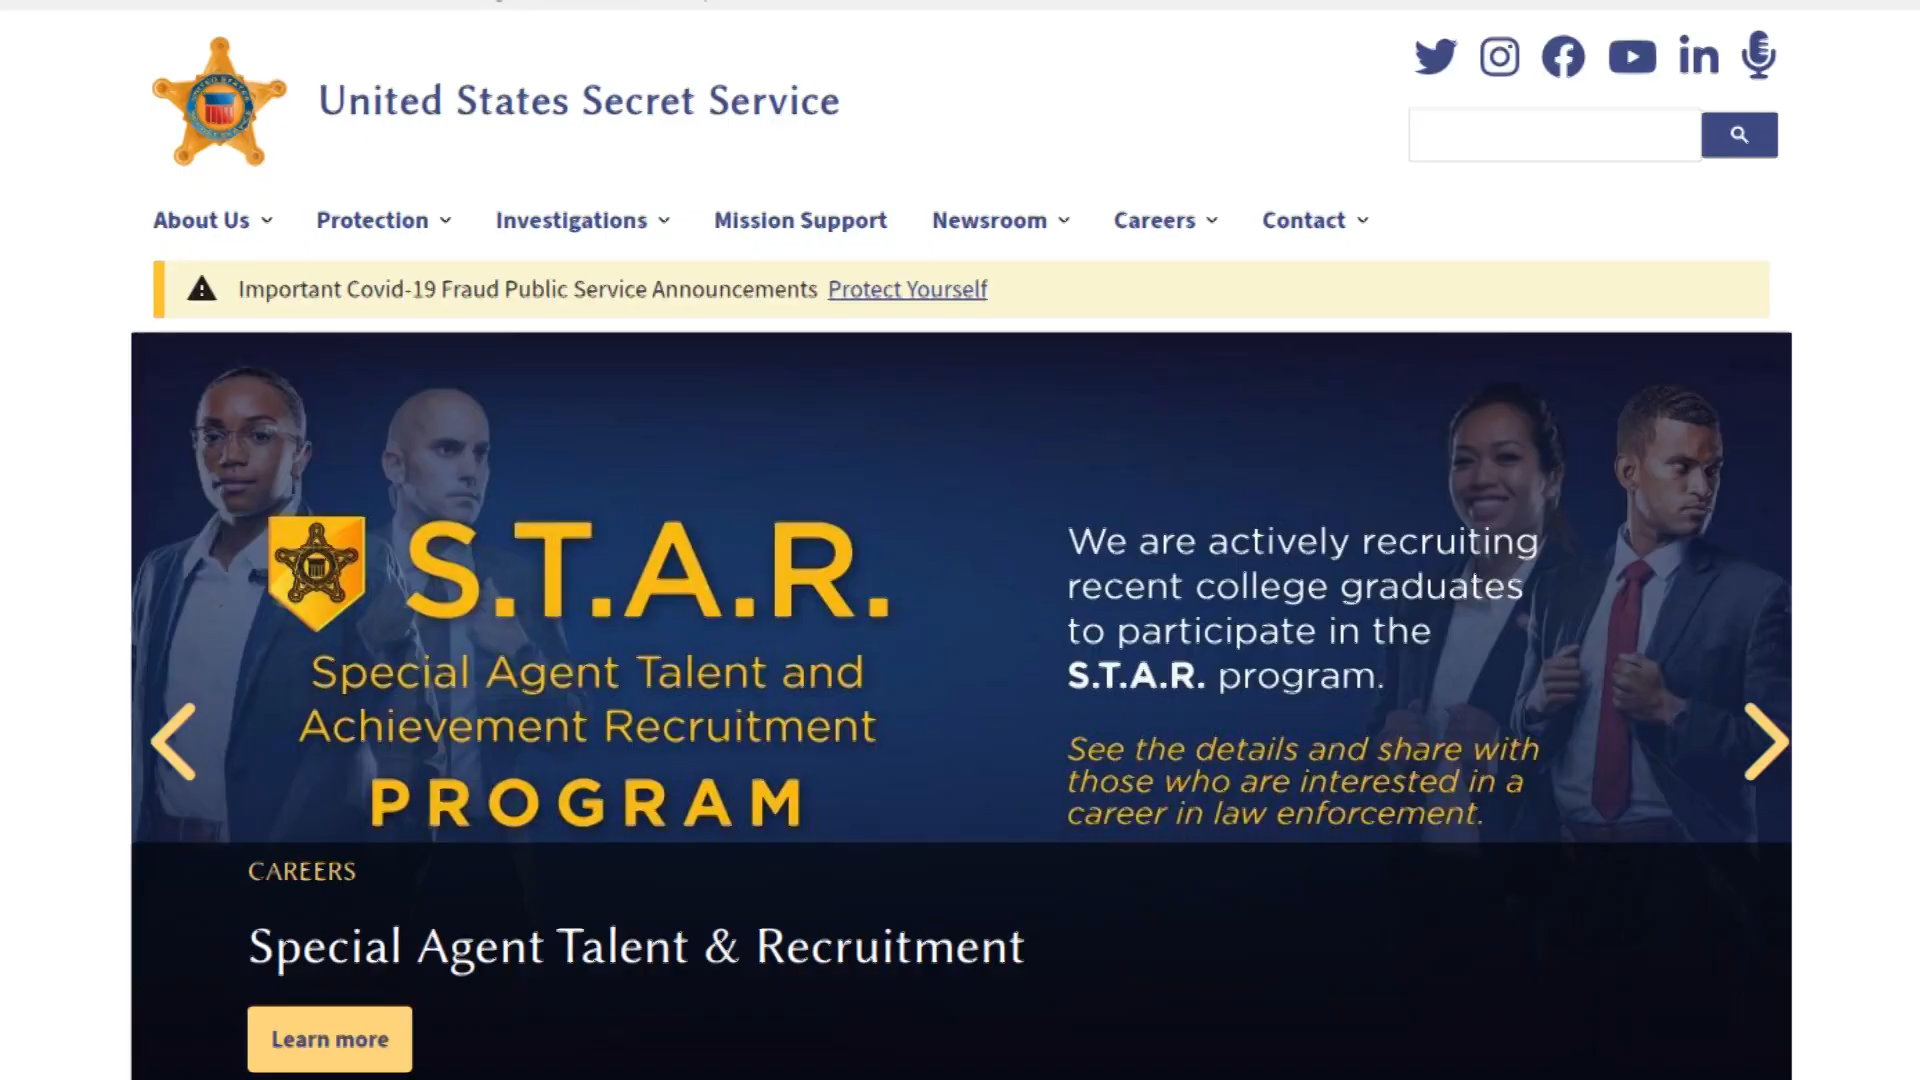 United States Secret Service
About Us
Protection
Investigations
Mission Support
Newsroom
Careers
Contact
Important Covid-19 Fraud Public Service Announcements Protect Yourself
S.T.A.R.
Special Agent Talent and
Achievement Recruitment
PROGRAM
We are actively recruiting
recent college graduates
to participate in the
S.T.A.R. program.
See the details and share with
those who are interested in a
career in law enforcement.
CAREERS
Special Agent Talent & Recruitment
Learn more